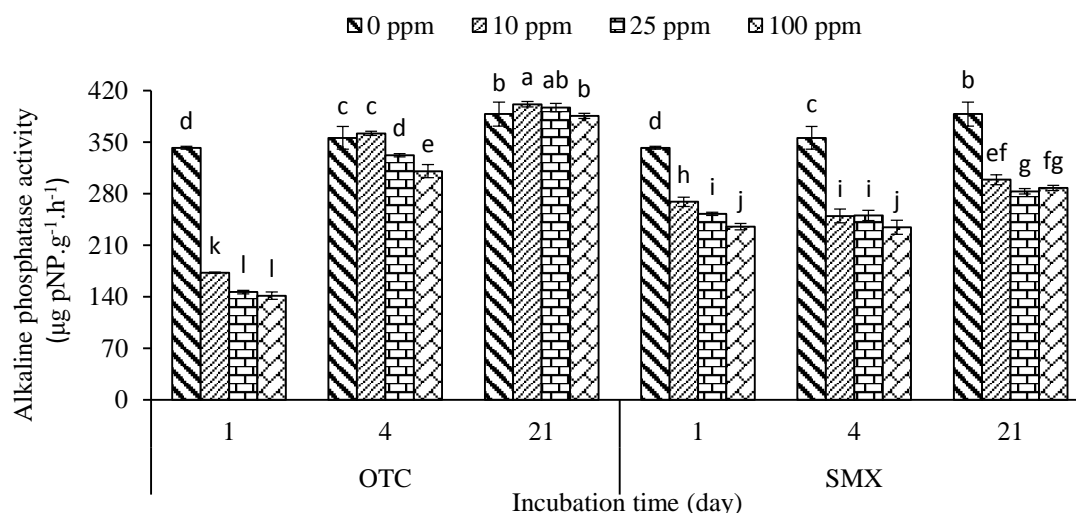 0 ppm 10 ppm 25 ppm 100 ppm
Alkaline phosphatase activity
(µg pNP.g-1.h-1)
420
350
280
210
140
70
0
d k l l c c d e b a ab b d h i j c i i j b ef g fg
1 4 21 1 4 21
OTC SMX
Incubation time (day)